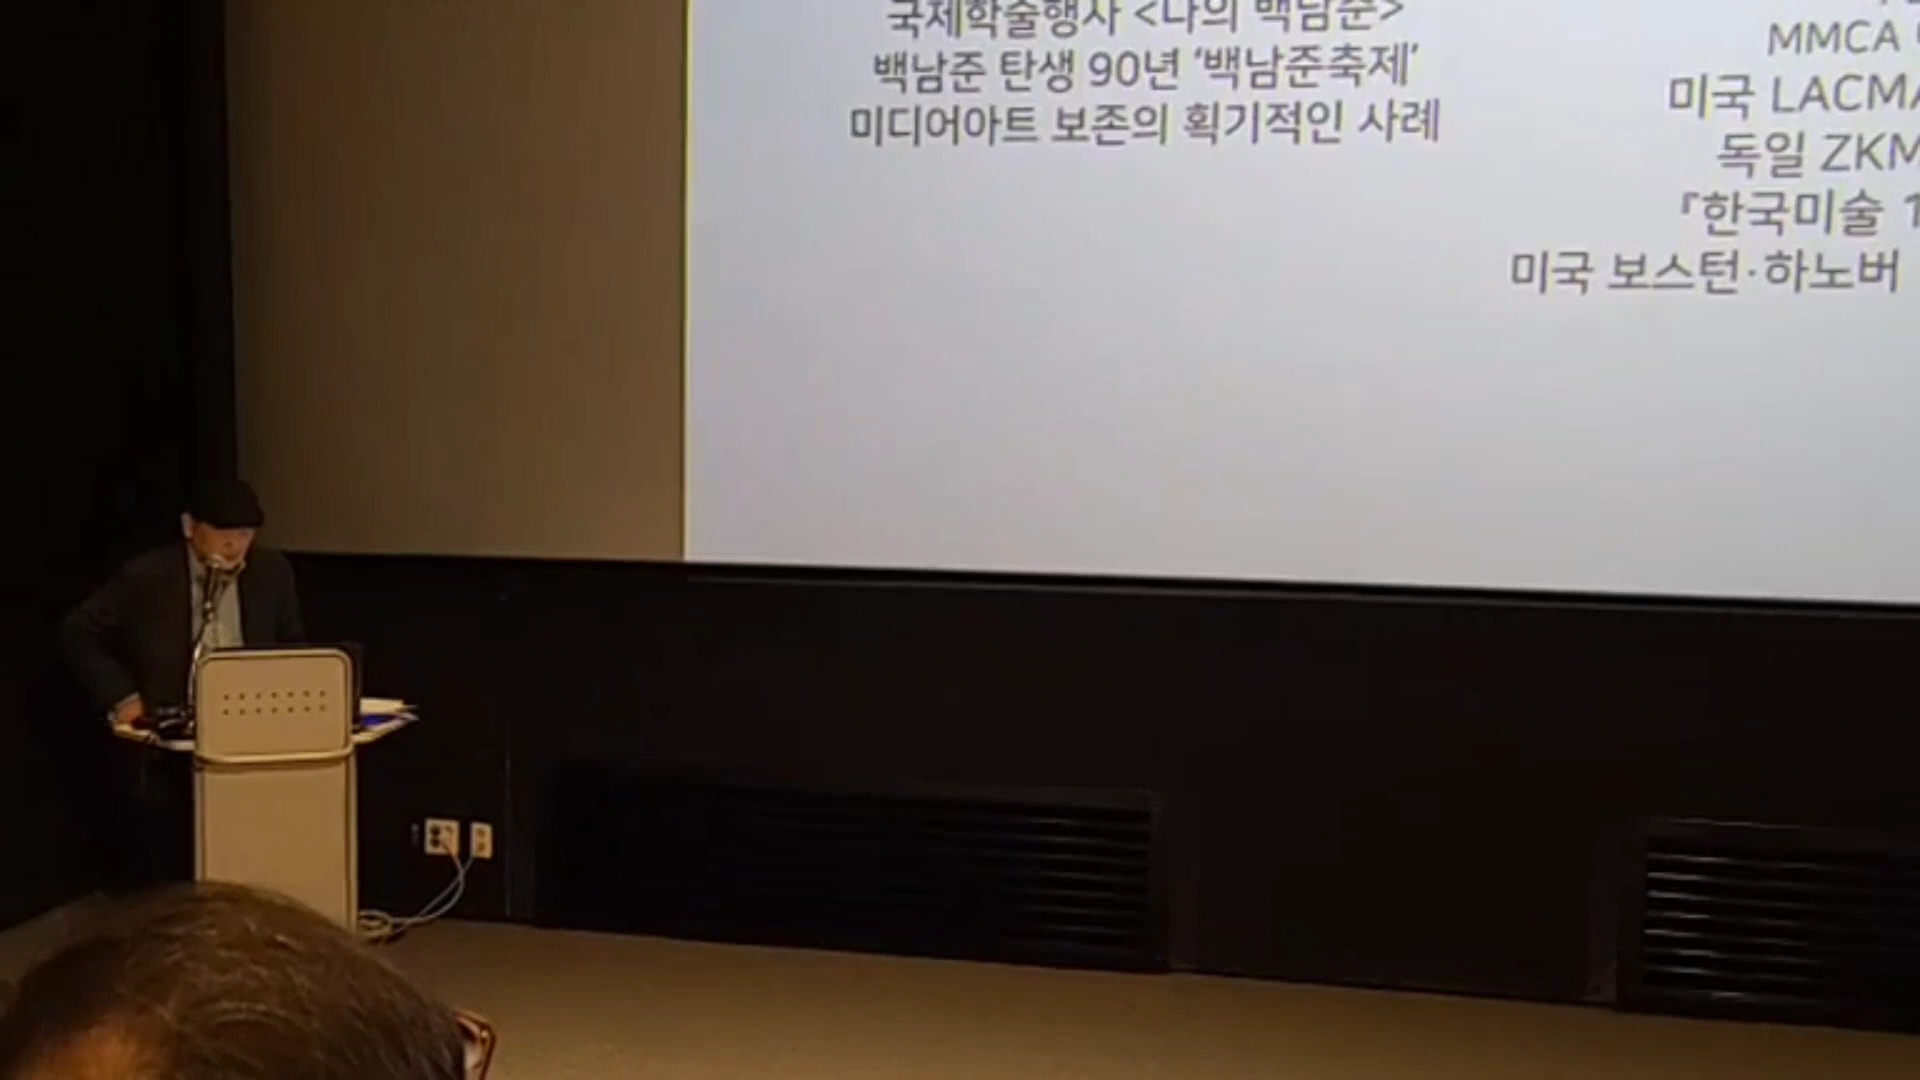 국제학술행사 <나의 백남준>
백남준 탄생 90년 ‘백남준축제’
미디어아트 보존의 획기적인 사례
MMCA
미국 LACMA
독일 ZKM
『한국미술 1
미국 보스턴·하노버